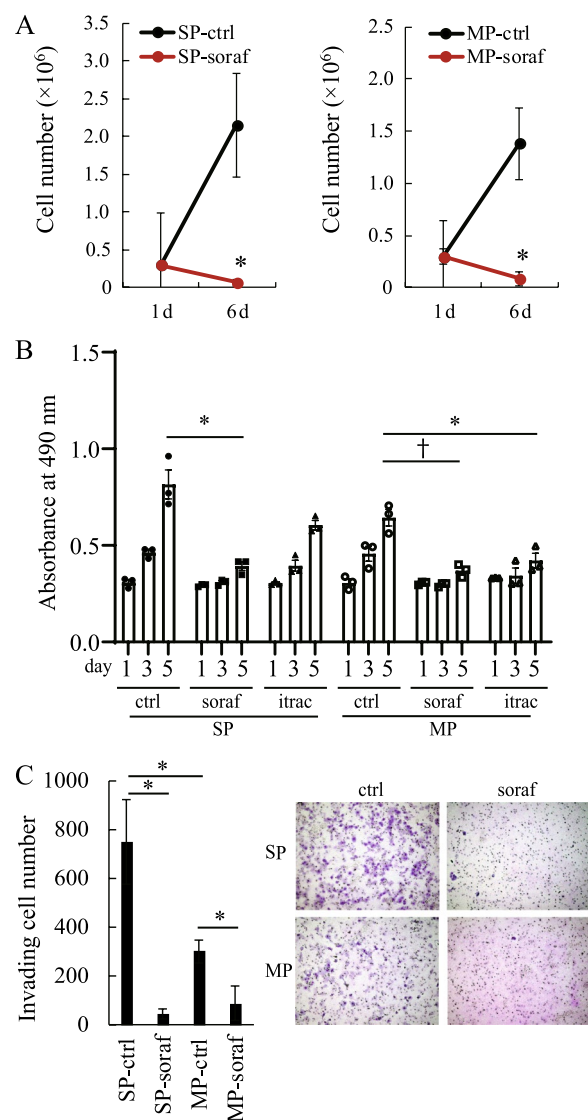 A
SP-ctrl
SP-soraf
Cell number (×10⁶)
3.5
3.0
2.5
2.0
1.5
1.0
0.5
0
*
1d 6d
MP-ctrl
MP-soraf
Cell number (×10⁶)
2.5
2.0
1.5
1.0
0.5
0
*
1d 6d
B
Absorbance at 490 nm
1.5
1.0
0.5
0.0
* * †
day 1 3 5 1 3 5 1 3 5 1 3 5 1 3 5 1 3 5
ctrl soraf itrac ctrl soraf itrac
SP MP
C
Invading cell number
1000
800
600
400
200
0
*
*
*
SP-ctrl
SP-soraf
MP-ctrl
MP-soraf
ctrl soraf
SP
MP